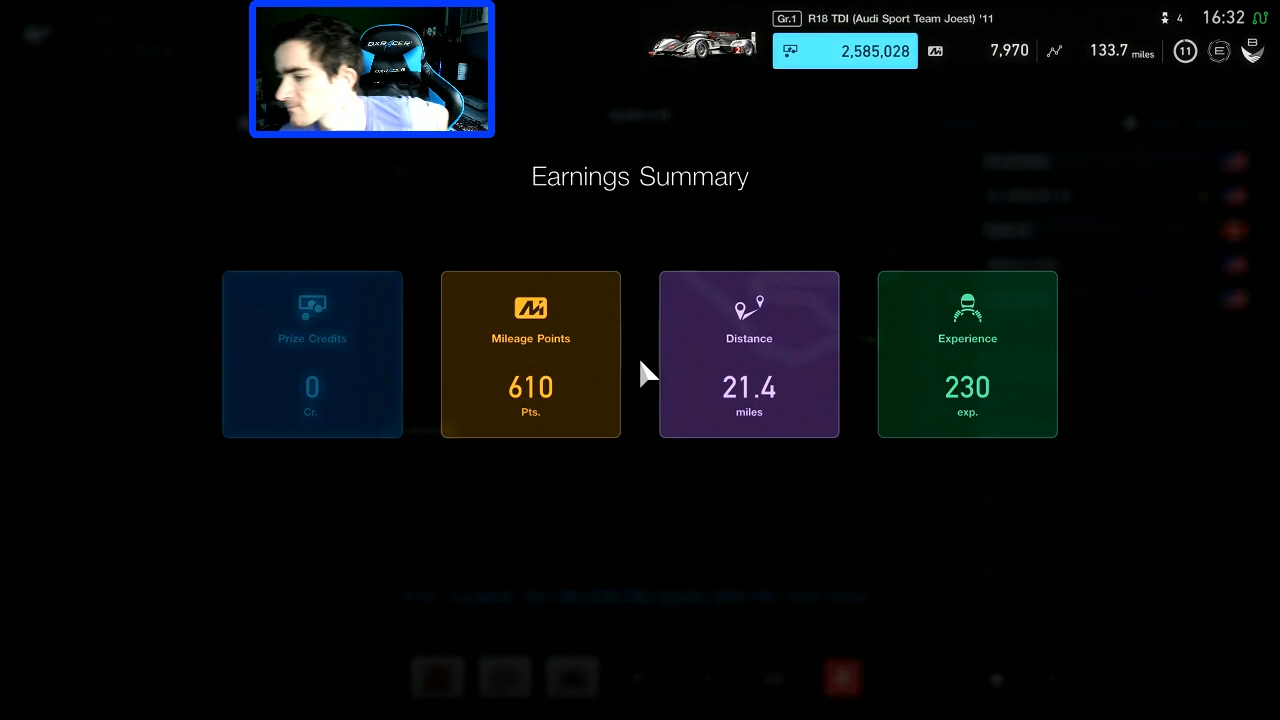 Gr.1 R18 TDI (Audi Sport Team Joest) '11
4 16:32
2,585,028 7,970 133.7 miles 11 E B
DXRACER
Earnings Summary
Prize Credits Mileage Points Distance Experience
0 610 21.4 230
Cr. Pts. miles exp.